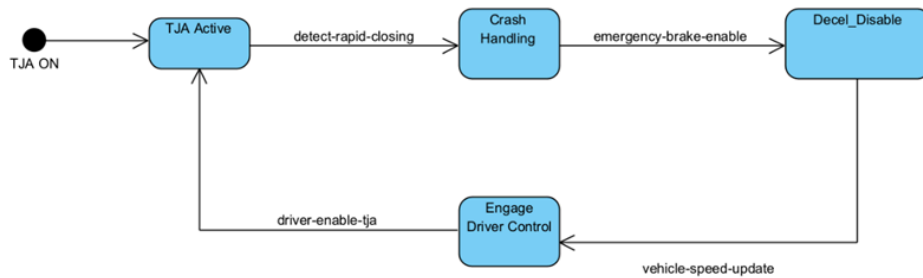 TJA ON
TJA Active
detect-rapid-closing
Crash
Handling
emergency-brake-enable
Decel_Disable
driver-enable-tja
Engage
Driver Control
vehicle-speed-update